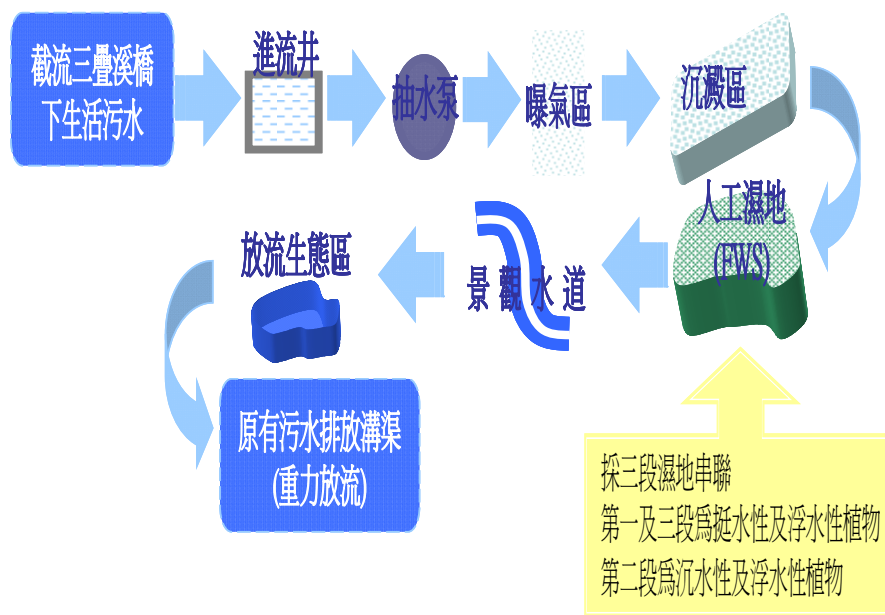 截流三疊溪橋
下生活污水
進流井
抽水泵
曝氣區
沉澱區
人工濕地
(FWS)
景觀水道
放流生態區
原有污水排放溝渠
(重力放流)
採三段濕地串聯
第一及三段為挺水性及浮水性植物
第二段為沉水性及浮水性植物